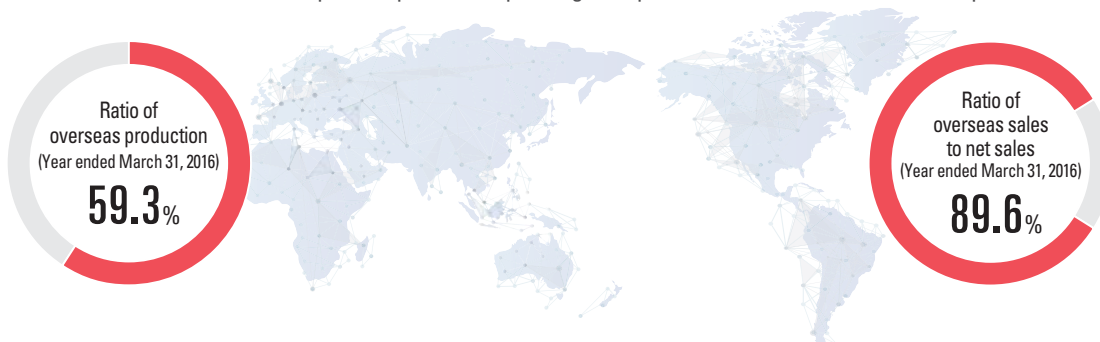 Ratio of
overseas production
(Year ended March 31, 2016)
59.3%
Ratio of
overseas sales
to net sales
(Year ended March 31, 2016)
89.6%